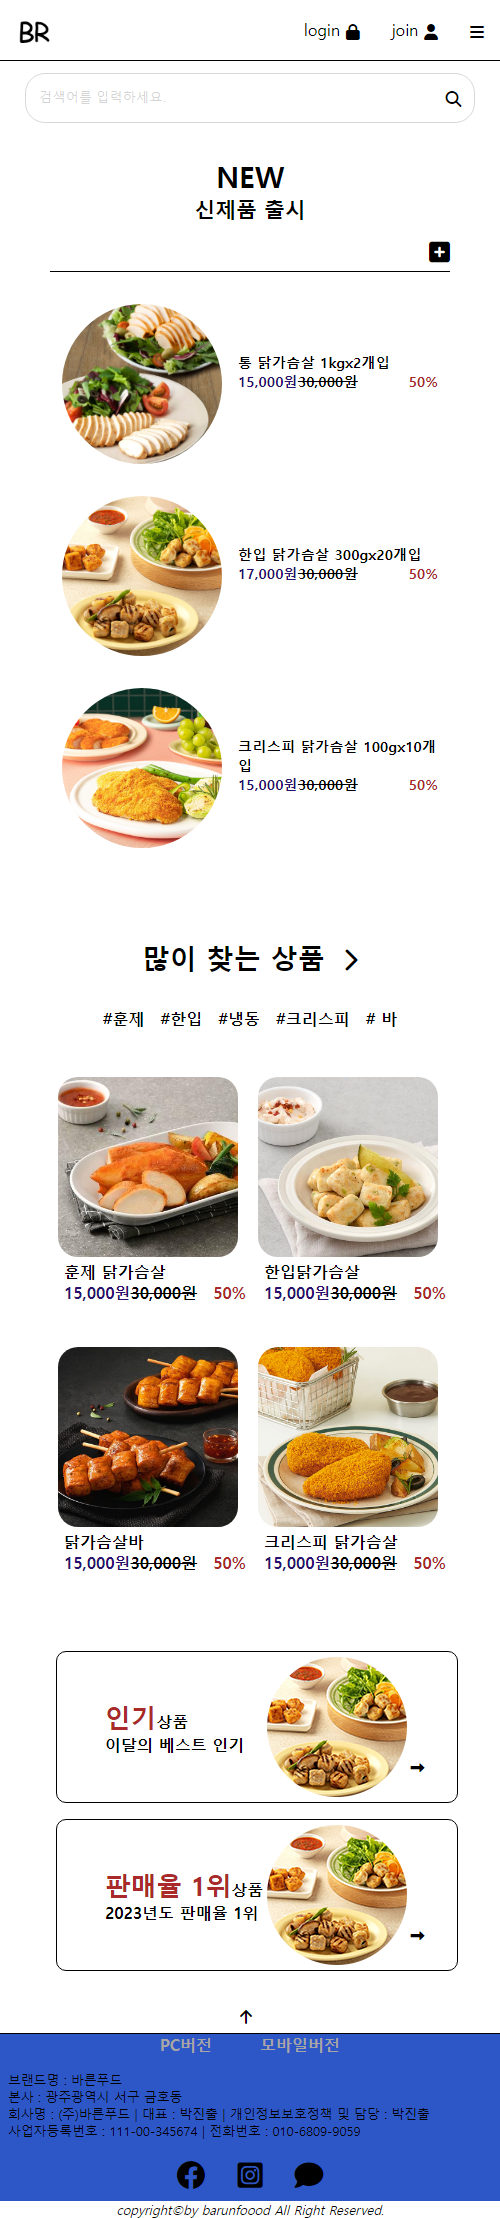 BR
login
join
검색어를 입력하세요.
NEW
신제품 출시
통 닭가슴살 1kgx2개입
15,000원30,000원 50%
한입 닭가슴살 300gx20개입
17,000원30,000원 50%
크리스피 닭가슴살 100gx10개
입
15,000원30,000원 50%
많이 찾는 상품
#훈제 #한입 #냉동 #크리스피 # 바
훈제 닭가슴살
15,000원30,000원 50%
한입닭가슴살
15,000원30,000원 50%
닭가슴살바
15,000원30,000원 50%
크리스피 닭가슴살
15,000원30,000원 50%
인기상품
이달의 베스트 인기
판매율 1위상품
2023년도 판매율 1위
PC버전 모바일버전
브랜드명 : 바른푸드
본사 : 광주광역시 서구 금호동
회사명 : (주)바른푸드 | 대표 : 박진출 | 개인정보보호정책 및 담당 : 박진출
사업자등록번호 : 111-00-345674 | 전화번호 : 010-6809-9059
copyright©by barunfoood All Right Reserved.